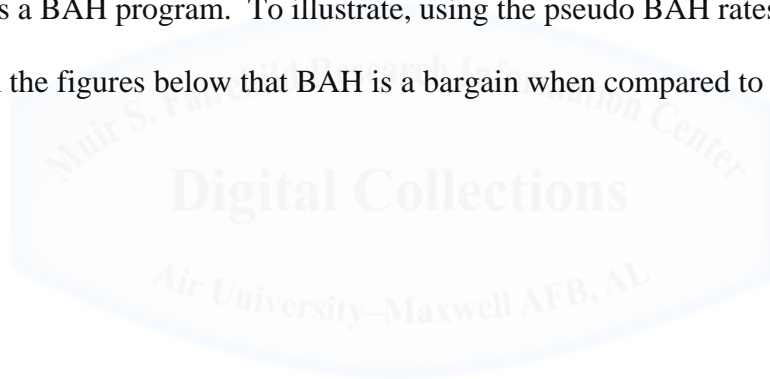 s a BAH program.  To illustrate, using the pseudo BAH rates
the figures below that BAH is a bargain when compared to
Muir S. Fairchild Research Information Center
Digital Collections
Air University–Maxwell AFB, AL